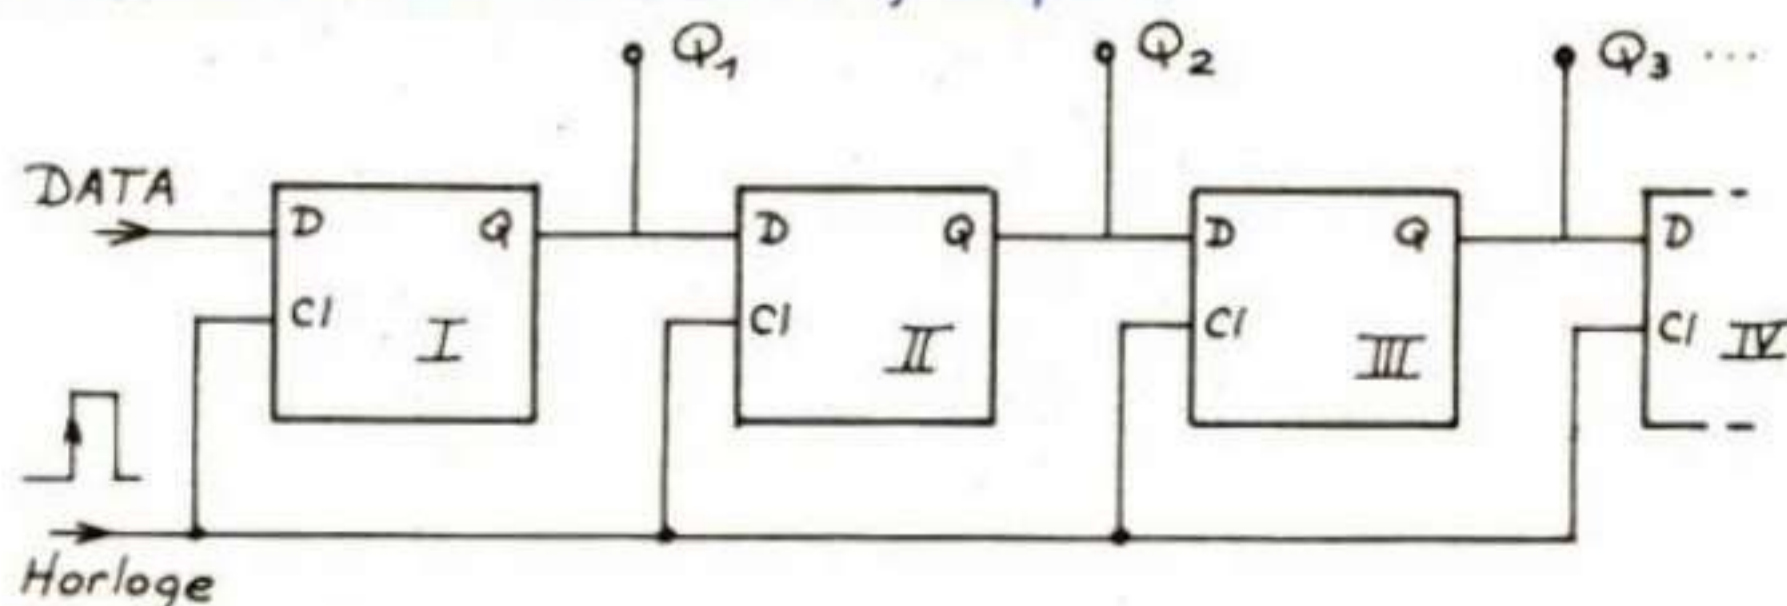 Q1 Q2 Q3 ...
DATA
D Q D Q D Q D
Cl I Cl II Cl III Cl IV
Horloge